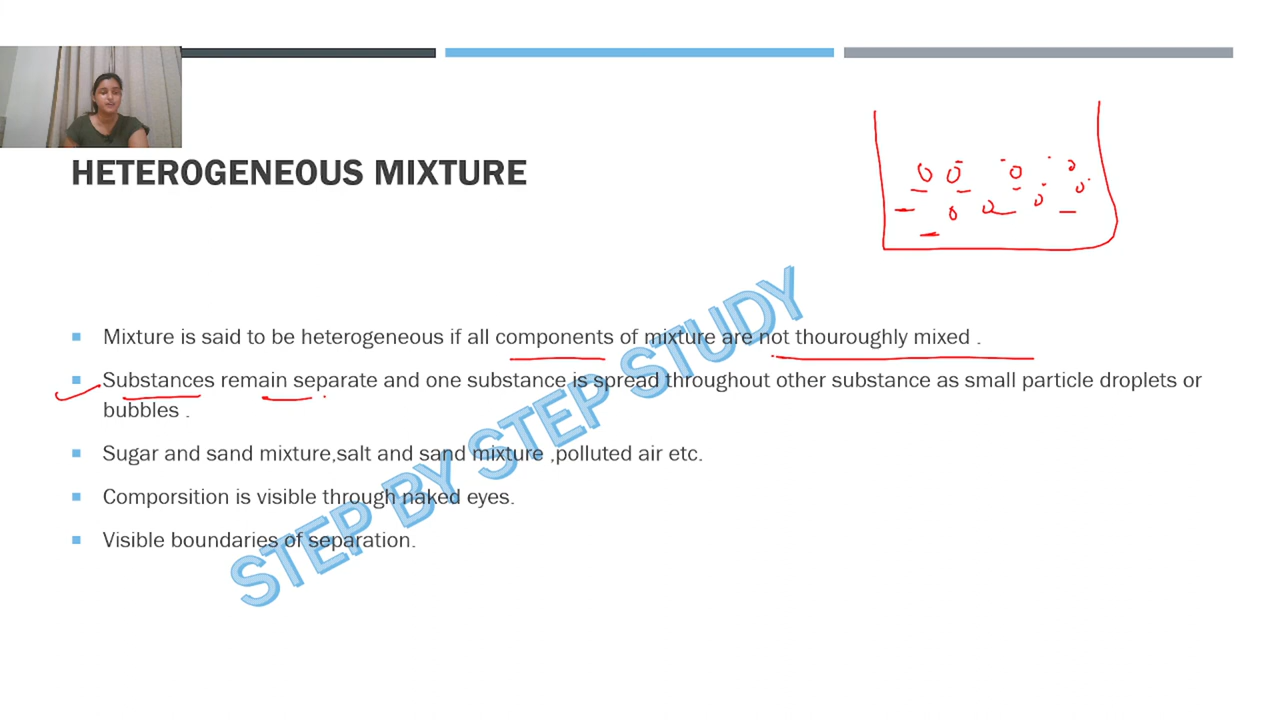 HETEROGENEOUS MIXTURE
Mixture is said to be heterogeneous if all components of mixture are not thouroughly mixed .
Substances remain separate and one substance is spread throughout other substance as small particle droplets or
bubbles .
Sugar and sand mixture,salt and sand mixture ,polluted air etc.
Comporsition is visible through naked eyes.
Visible boundaries of separation.
STEP BY STEP STUDY